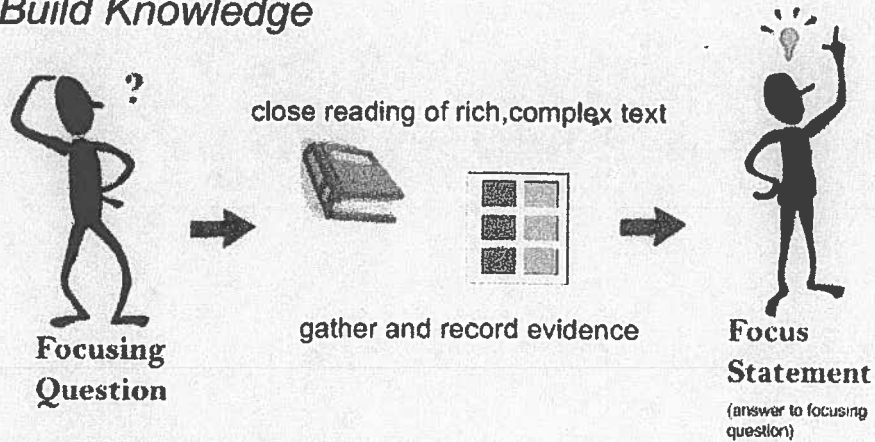 Build Knowledge
?
close reading of rich,complex text
gather and record evidence
Focusing
Question
Focus
Statement
(answer to focusing
question)